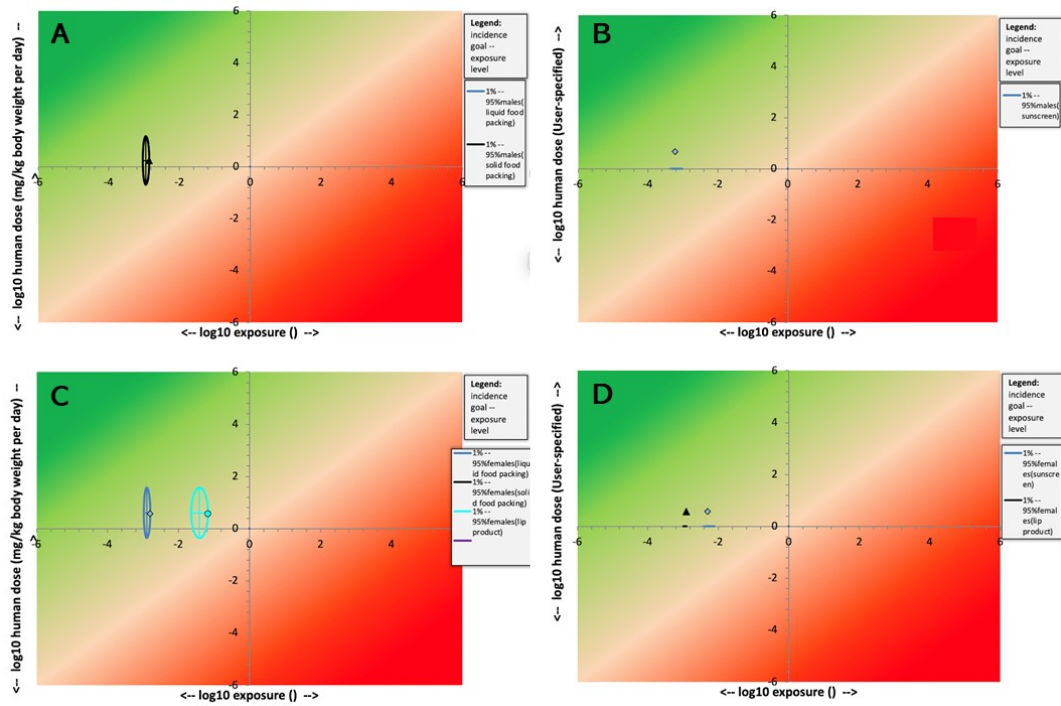 A
<-- log10 human dose (mg/kg body weight per day) --
>
6
4
2
0
-2
-4
-6
-6
-4
-2
0
2
4
6
<-- log10 exposure () -->
Legend:
incidence
goal --
exposure
level
1% --
95%males(
liquid food
packing)
1% --
95%males(
solid food
packing)
B
<-- log10 human dose (User-specified) -->
6
4
2
0
-2
-4
-6
-6
-4
-2
0
2
4
6
<-- log10 exposure () -->
Legend:
incidence
goal --
exposure
level
1% --
95%males(
sunscreen)
C
<-- log10 human dose (mg/kg body weight per day) --
>
6
4
2
0
-2
-4
-6
-6
-4
-2
0
2
4
6
<-- log10 exposure () -->
Legend:
incidence
goal --
exposure
level
1% --
95%females(liqu
id food packing)
1% --
95%females(soli
d food packing)
1% --
95%females(lip
product)
D
<-- log10 human dose (User-specified) -->
6
4
2
0
-2
-4
-6
-6
-4
-2
0
2
4
6
<-- log10 exposure () -->
Legend:
incidence
goal --
exposure
level
1% --
95%femal
es(sunscre
en)
1% --
95%femal
es(lip
product)